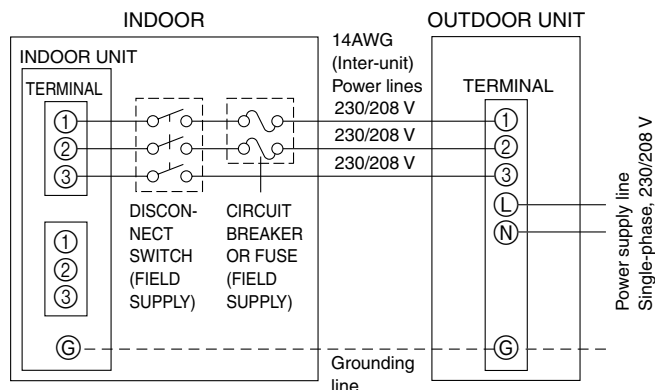 INDOOR
INDOOR UNIT
TERMINAL
1
2
3
1
2
3
G
DISCON-
NECT
SWITCH
(FIELD
SUPPLY)
CIRCUIT
BREAKER
OR FUSE
(FIELD
SUPPLY)
14AWG
(Inter-unit)
Power lines
230/208 V
230/208 V
230/208 V
Grounding
line
OUTDOOR UNIT
TERMINAL
1
2
3
L
N
G
Power supply line
Single-phase, 230/208 V